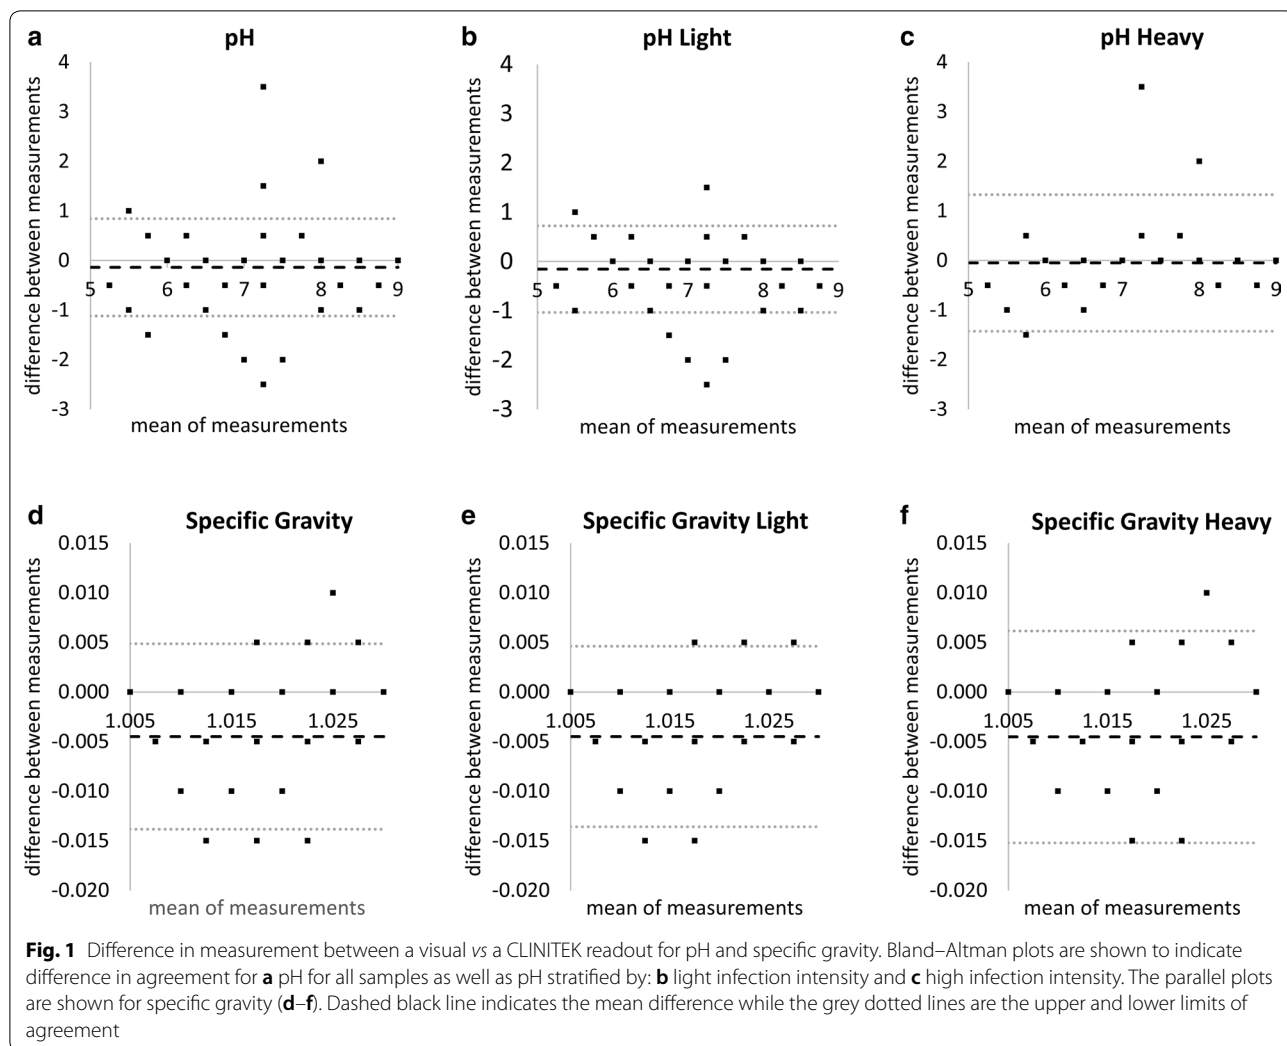 a
pH
4
3
2
1
0
-1
-2
-3
5
6
7
8
9
difference between measurements
mean of measurements
b
pH Light
4
3
2
1
0
-1
-2
-3
5
6
7
8
9
difference between measurements
mean of measurements
c
pH Heavy
4
3
2
1
0
-1
-2
-3
5
6
7
8
9
difference between measurements
mean of measurements
d
Specific Gravity
0.015
0.010
0.005
0.000
-0.005
-0.010
-0.015
-0.020
1.005
1.015
1.025
difference between measurements
mean of measurements
e
Specific Gravity Light
0.015
0.010
0.005
0.000
-0.005
-0.010
-0.015
-0.020
1.005
1.015
1.025
difference between measurements
mean of measurements
f
Specific Gravity Heavy
0.015
0.010
0.005
0.000
-0.005
-0.010
-0.015
-0.020
1.005
1.015
1.025
difference between measurements
mean of measurements
Fig. 1 Difference in measurement between a visual vs a CLINITEK readout for pH and specific gravity. Bland–Altman plots are shown to indicate
difference in agreement for a pH for all samples as well as pH stratified by: b light infection intensity and c high infection intensity. The parallel plots
are shown for specific gravity (d–f). Dashed black line indicates the mean difference while the grey dotted lines are the upper and lower limits of
agreement